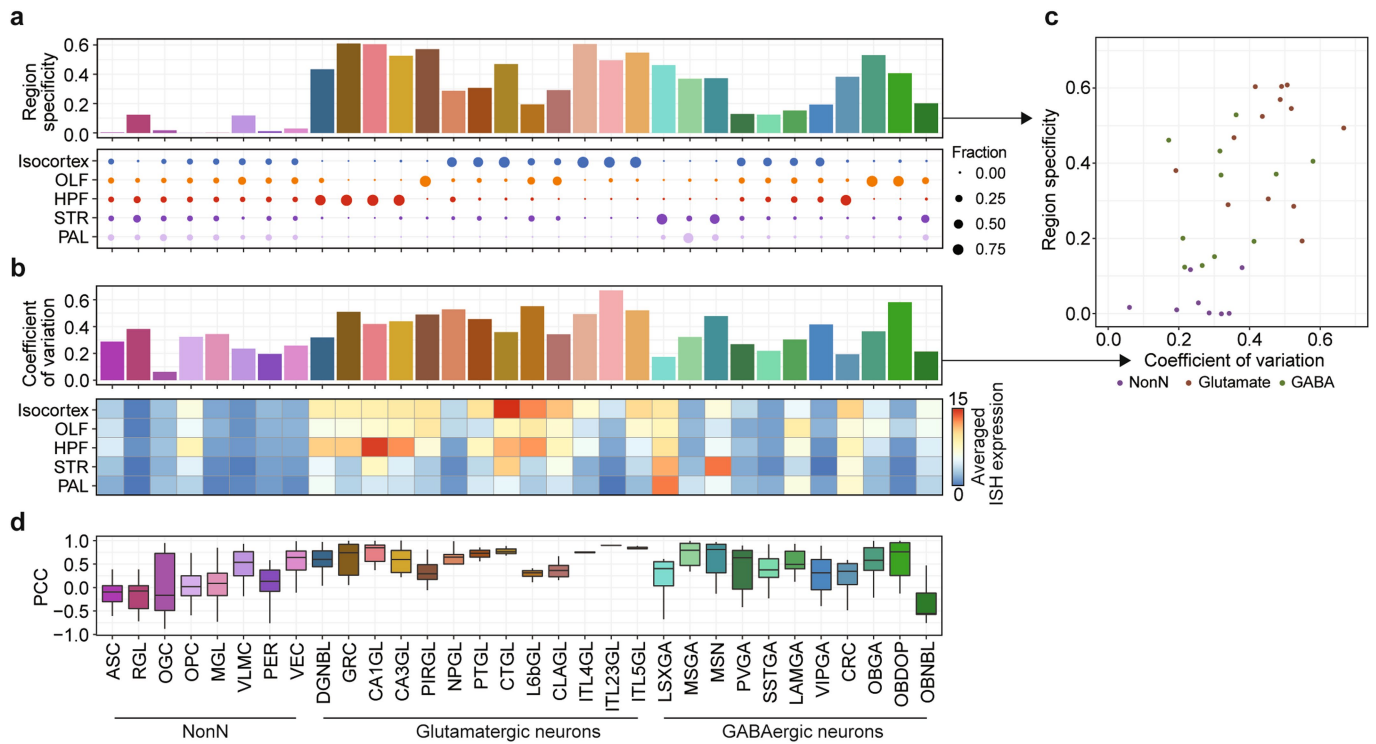 a
Region
specificity
0.6
0.4
0.2
0.0
Isocortex
OLF
HPF
STR
PAL
Fraction
0.00
0.25
0.50
0.75
b
Coefficient
of variation
0.6
0.4
0.2
0.0
Isocortex
OLF
HPF
STR
PAL
15
0
Averaged
ISH expression
c
Region specificity
0.6
0.4
0.2
0.0
0.0
0.2
0.4
0.6
Coefficient of variation
NonN
Glutamate
GABA
d
PCC
1.0
0.5
0.0
−0.5
−1.0
ASC
RGL
OGC
OPC
MGL
VLMC
PER
VEC
DGNBL
GRC
CA1GL
CA3GL
PIRGL
NPGL
PTGL
CTGL
L6bGL
CLAGL
ITL4GL
ITL23GL
ITL5GL
LSXGA
MSGA
MSN
PVGA
SSTGA
LAMGA
VIPGA
CRC
OBGA
OBDOP
OBNBL
NonN
Glutamatergic neurons
GABAergic neurons